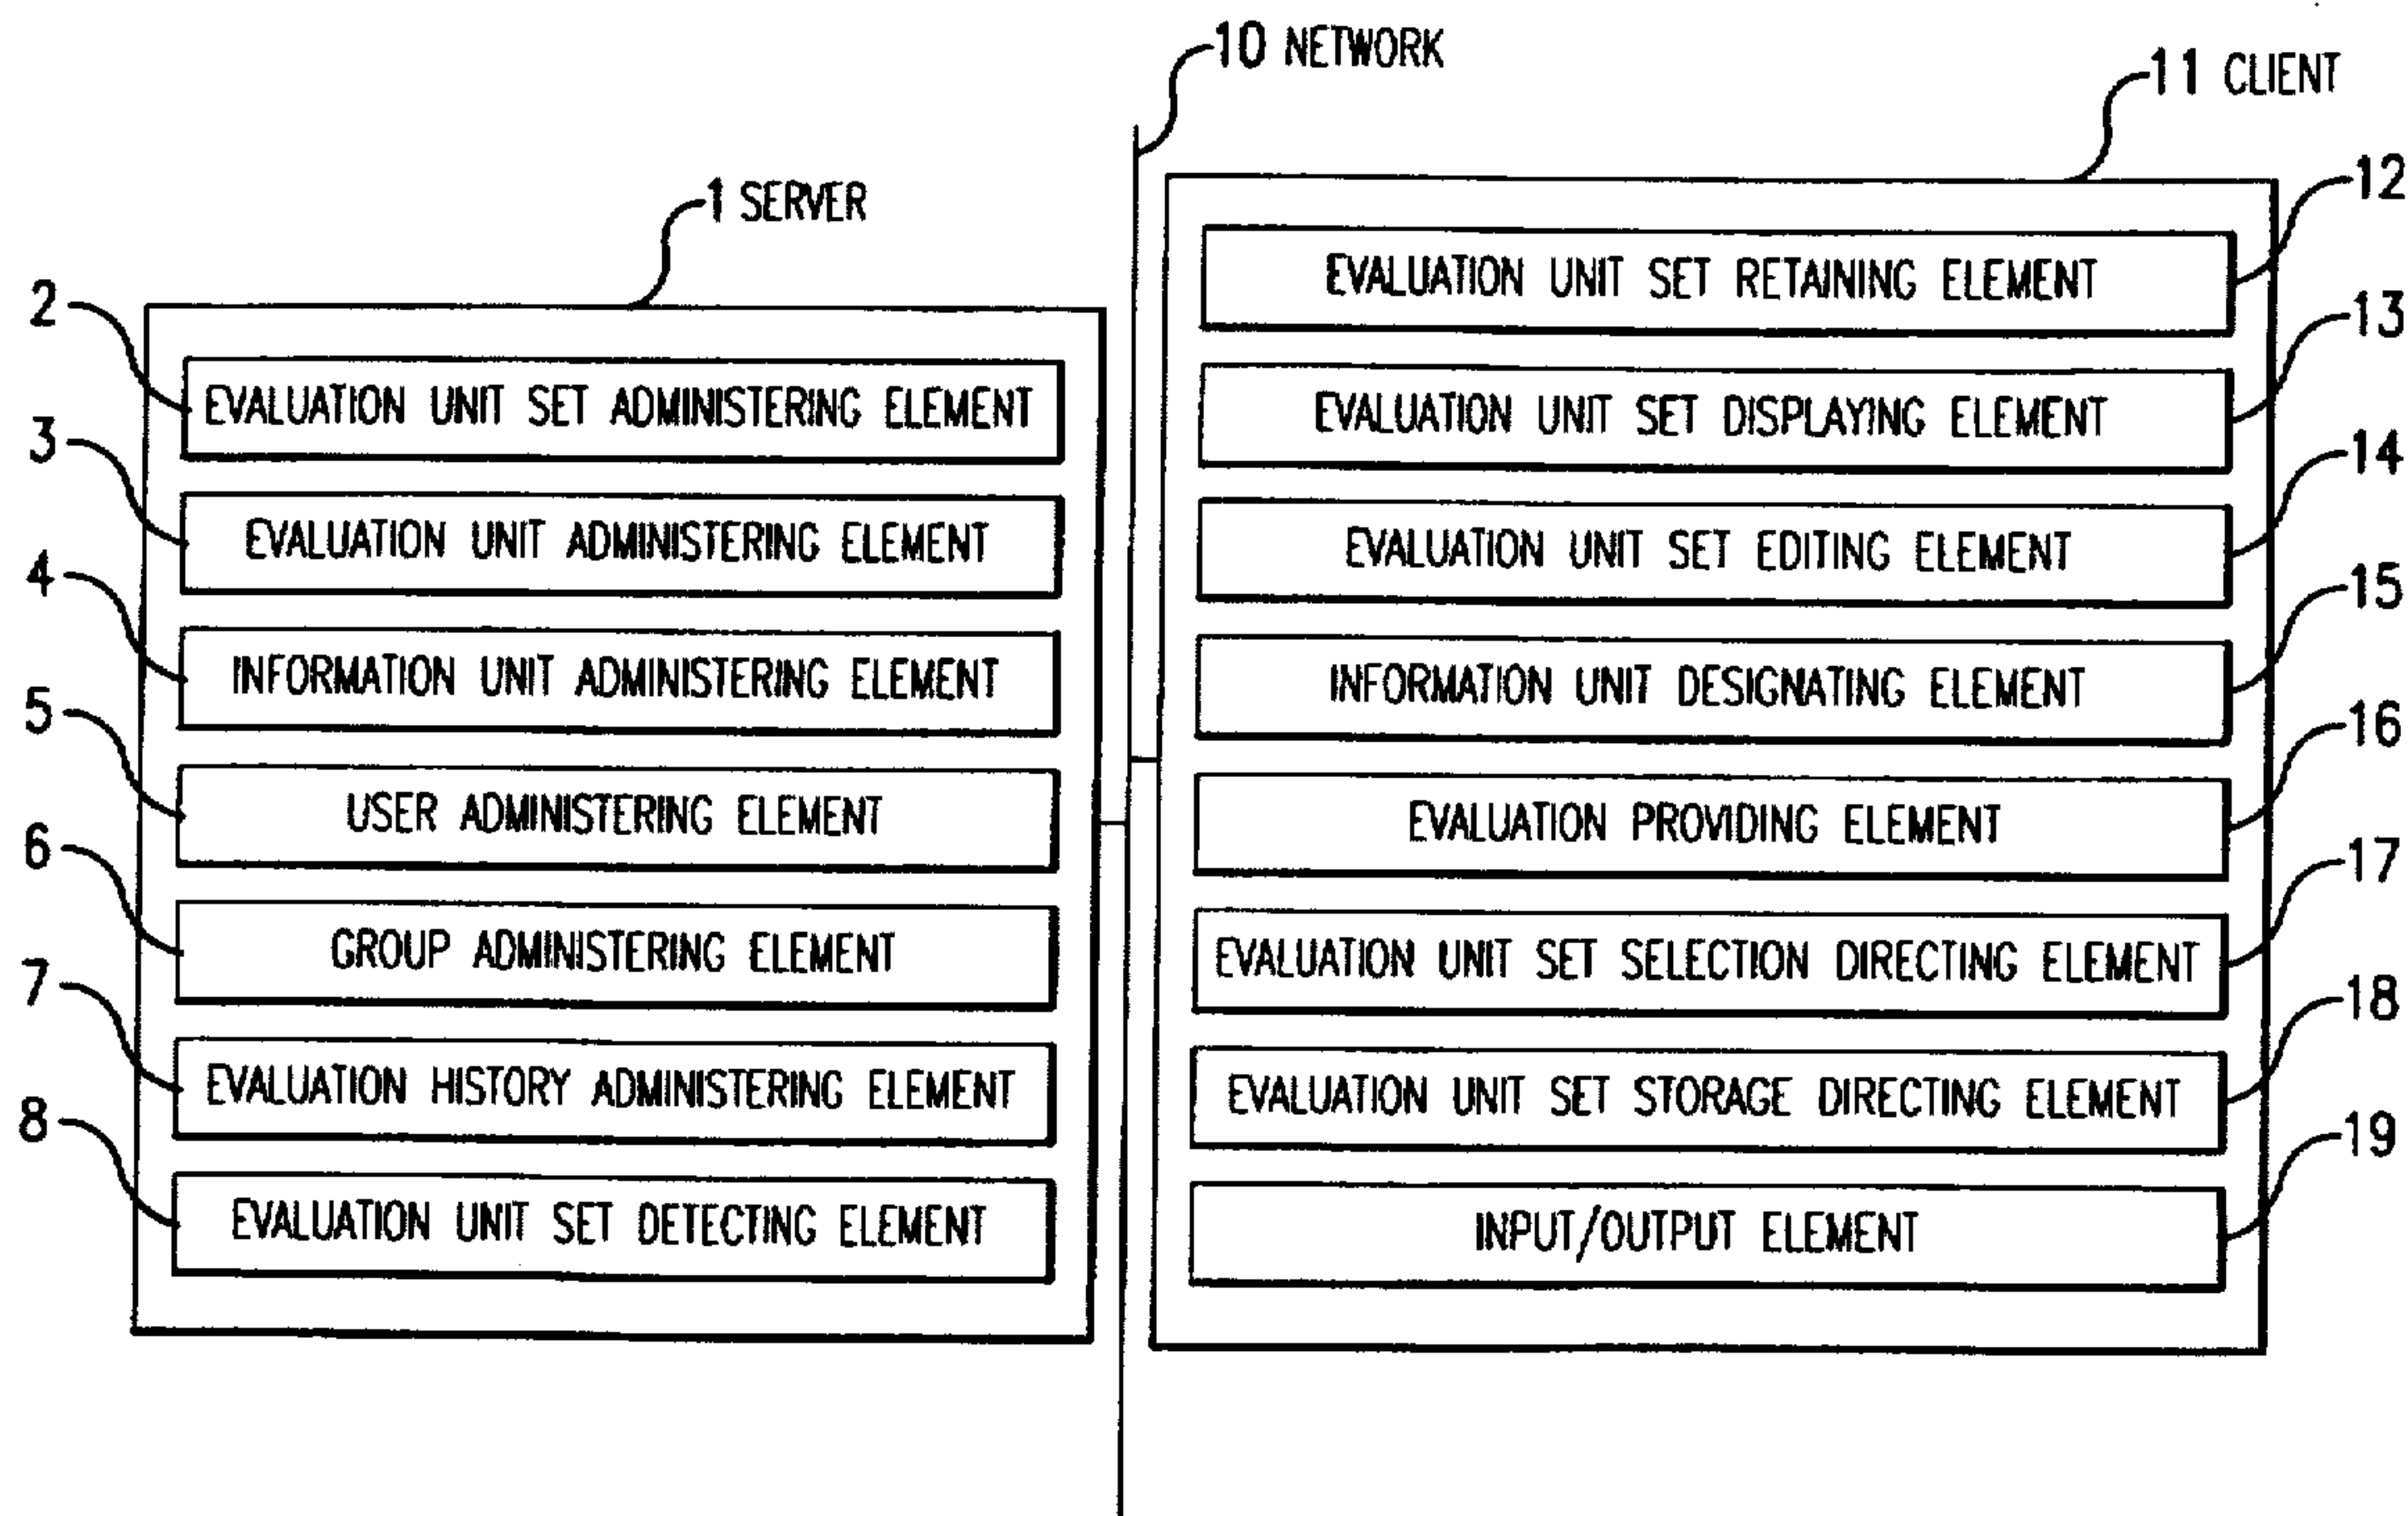 10 NETWORK
11 CLIENT
1 SERVER
2
EVALUATION UNIT SET ADMINISTERING ELEMENT
3
EVALUATION UNIT ADMINISTERING ELEMENT
4
INFORMATION UNIT ADMINISTERING ELEMENT
5
USER ADMINISTERING ELEMENT
6
GROUP ADMINISTERING ELEMENT
7
EVALUATION HISTORY ADMINISTERING ELEMENT
8
EVALUATION UNIT SET DETECTING ELEMENT
EVALUATION UNIT SET RETAINING ELEMENT
12
EVALUATION UNIT SET DISPLAYING ELEMENT
13
EVALUATION UNIT SET EDITING ELEMENT
14
INFORMATION UNIT DESIGNATING ELEMENT
15
EVALUATION PROVIDING ELEMENT
16
EVALUATION UNIT SET SELECTION DIRECTING ELEMENT
17
EVALUATION UNIT SET STORAGE DIRECTING ELEMENT
18
INPUT/OUTPUT ELEMENT
19